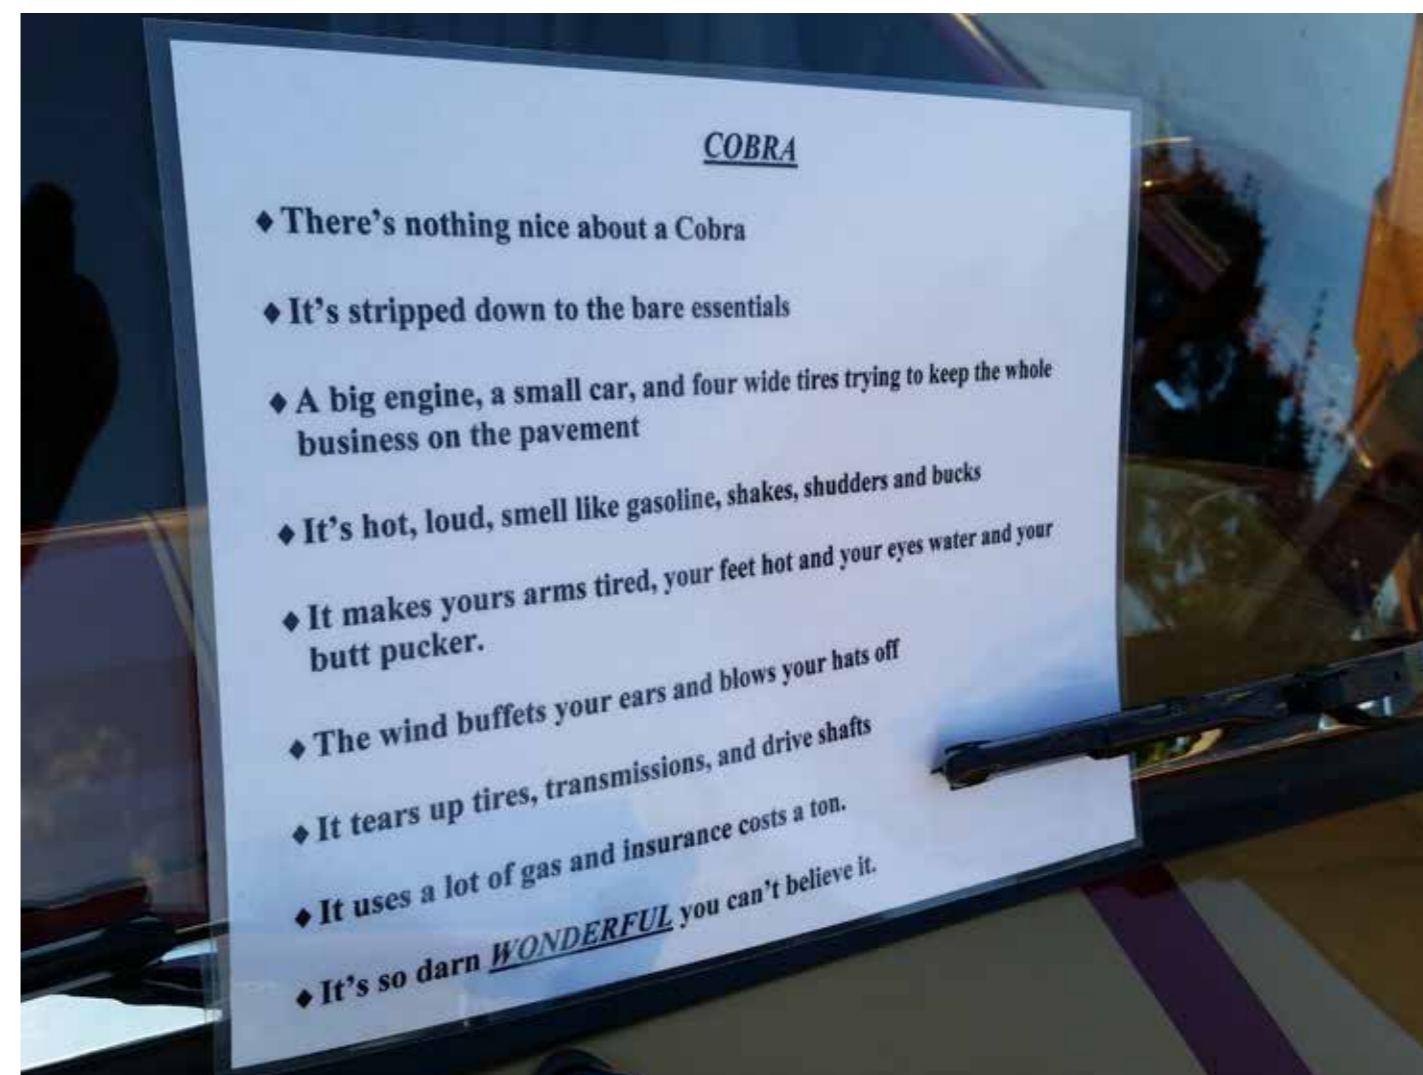 COBRA
♦ There's nothing nice about a Cobra
♦ It's stripped down to the bare essentials
♦ A big engine, a small car, and four wide tires trying to keep the whole
business on the pavement
♦ It's hot, loud, smell like gasoline, shakes, shudders and bucks
♦ It makes yours arms tired, your feet hot and your eyes water and your
butt pucker.
♦ The wind buffets your ears and blows your hats off
♦ It tears up tires, transmissions, and drive shafts
♦ It uses a lot of gas and insurance costs a ton.
♦ It's so darn WONDERFUL you can't believe it.